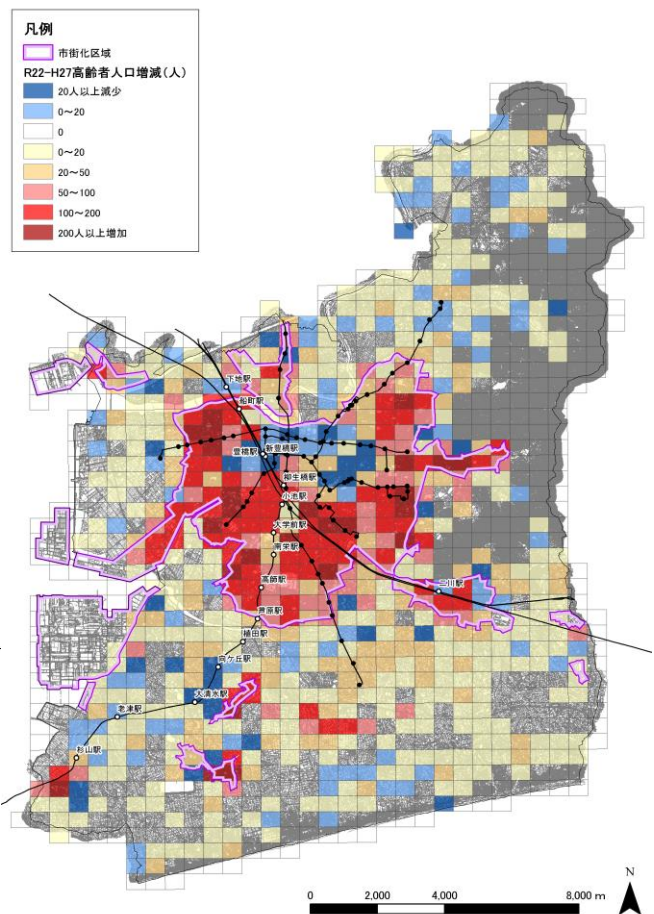 凡例
市街化区域
R22-H27高齢者人口増減(人)
20人以上減少
0～20
0
0～20
20～50
50～100
100～200
200人以上増加
下地駅
船町駅
豊橋駅
新豊橋駅
柳生橋駅
小池駅
大学前駅
南栄駅
高師駅
二川駅
芦原駅
植田駅
向ケ丘駅
大清水駅
老津駅
杉山駅
N
0 2,000 4,000 8,000 m